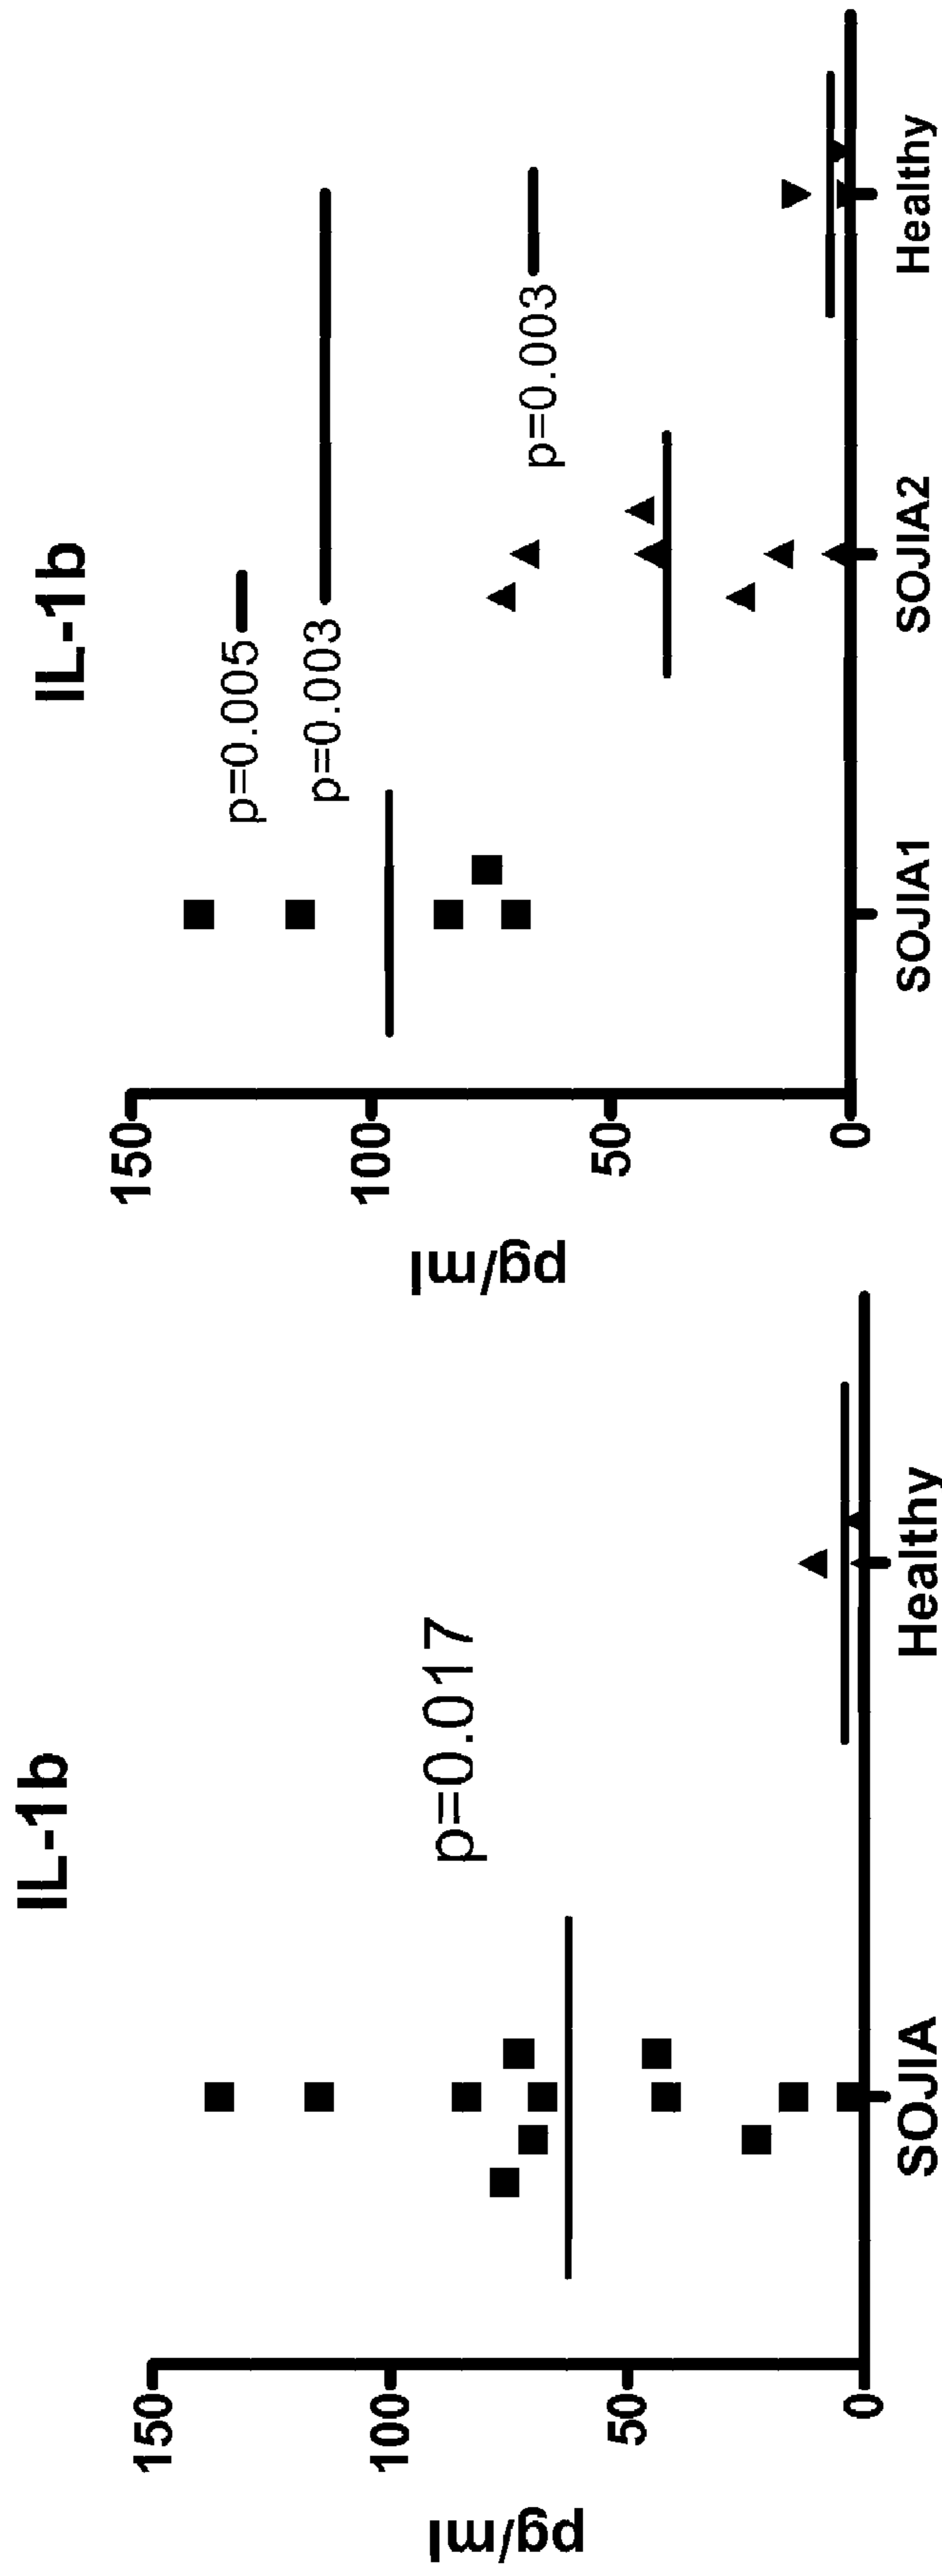 IL-1b
150
100
50
0
pg/ml
p=0.017
SOJIA
Healthy
IL-1b
150
100
50
0
pg/ml
p=0.005
p=0.003
p=0.003
SOJIA1
SOJIA2
Healthy